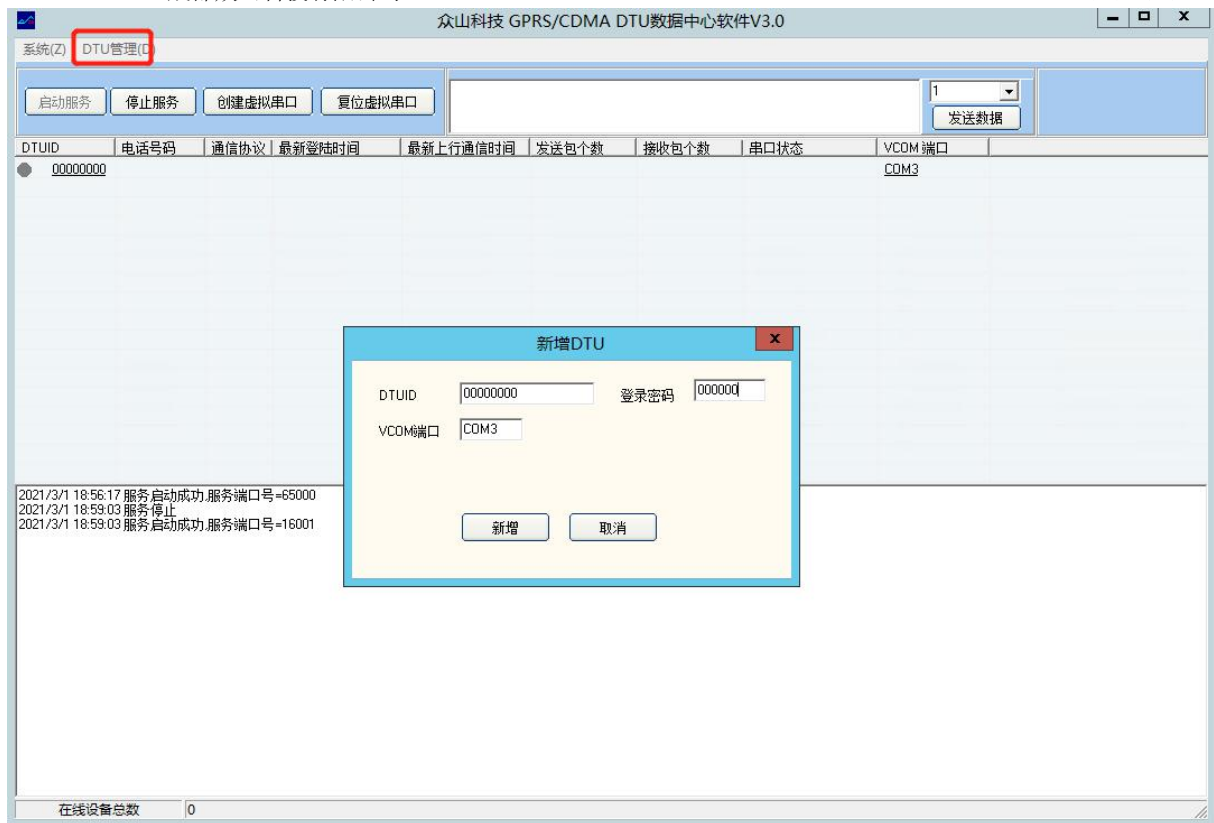 众山科技 GPRS/CDMA DTU数据中心软件V3.0
系统(Z) DTU管理(D)
启动服务 停止服务 创建虚拟串口 复位虚拟串口 1
发送数据
DTUID 电话号码 通信协议 最新登陆时间 最新上行通信时间 发送包个数 接收包个数 串口状态 VCOM 端口
00000000 COM3
新增DTU
DTUID 00000000 登录密码 000000
VCOM端口 COM3
新增 取消
2021/3/1 18:56:17 服务启动成功,服务端口号=65000
2021/3/1 18:59:03 服务停止
2021/3/1 18:59:03 服务启动成功,服务端口号=16001
在线设备总数 0